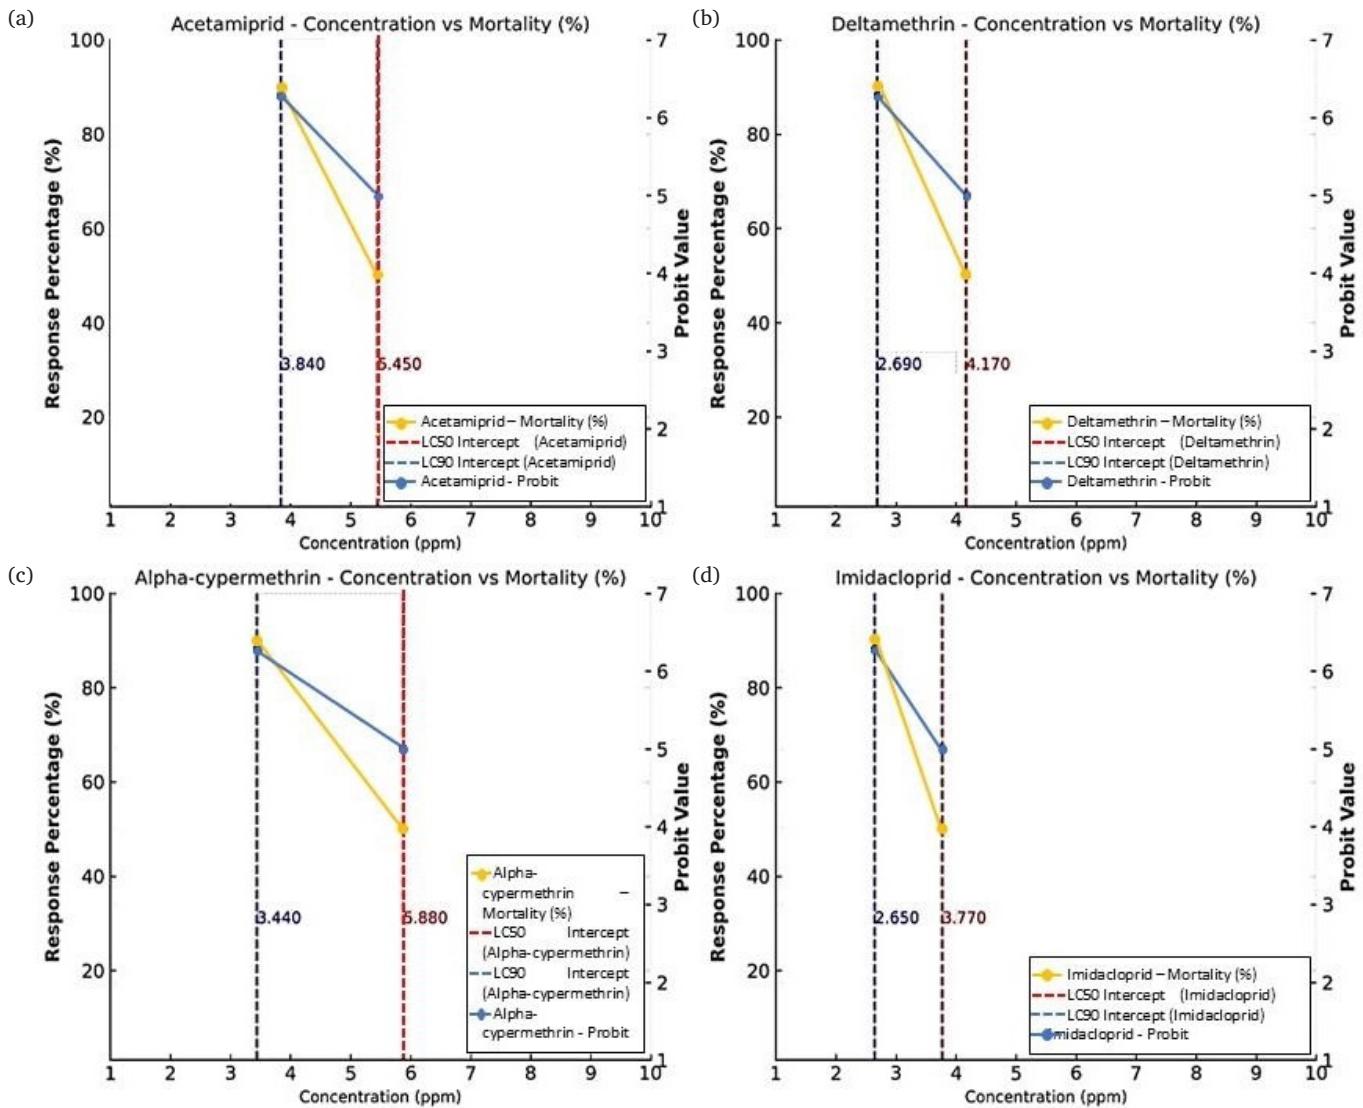 (a)
Acetamiprid - Concentration vs Mortality (%)
Response Percentage (%)
100
80
60
40
20
7
6
5
4
3
2
1
Probit Value
3.840
5.450
Acetamiprid – Mortality (%)
LC50 Intercept (Acetamiprid)
LC90 Intercept (Acetamiprid)
Acetamiprid - Probit
1 2 3 4 5 6 7 8 9 10
Concentration (ppm)
(b)
Deltamethrin - Concentration vs Mortality (%)
Response Percentage (%)
100
80
60
40
20
7
6
5
4
3
2
1
Probit Value
2.690
4.170
Deltamethrin – Mortality (%)
LC50 Intercept (Deltamethrin)
LC90 Intercept (Deltamethrin)
Deltamethrin - Probit
1 2 3 4 5 6 7 8 9 10
Concentration (ppm)
(c)
Alpha-cypermethrin - Concentration vs Mortality (%)
Response Percentage (%)
100
80
60
40
20
7
6
5
4
3
2
1
Probit Value
3.440
5.880
Alpha-
cypermethrin –
Mortality (%)
LC50 Intercept
(Alpha-cypermethrin)
LC90 Intercept
(Alpha-cypermethrin)
Alpha-
cypermethrin - Probit
1 2 3 4 5 6 7 8 9 10
Concentration (ppm)
(d)
Imidacloprid - Concentration vs Mortality (%)
Response Percentage (%)
100
80
60
40
20
7
6
5
4
3
2
1
Probit Value
2.650
3.770
Imidacloprid – Mortality (%)
LC50 Intercept (Imidacloprid)
LC90 Intercept (Imidacloprid)
Imidacloprid - Probit
1 2 3 4 5 6 7 8 9 10
Concentration (ppm)